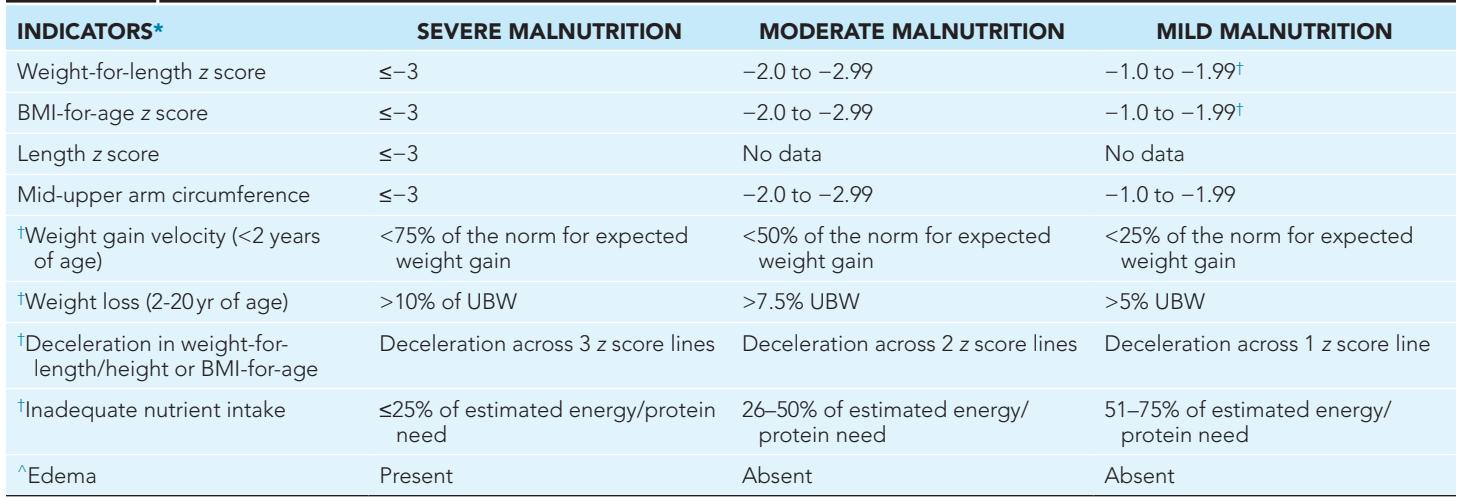 INDICATORS* SEVERE MALNUTRITION MODERATE MALNUTRITION MILD MALNUTRITION
Weight-for-length z score ≤−3 −2.0 to −2.99 −1.0 to −1.99†
BMI-for-age z score ≤−3 −2.0 to −2.99 −1.0 to −1.99†
Length z score ≤−3 No data No data
Mid-upper arm circumference ≤−3 −2.0 to −2.99 −1.0 to −1.99
†Weight gain velocity (<2 years <75% of the norm for expected <50% of the norm for expected <25% of the norm for expected
of age) weight gain weight gain weight gain
†Weight loss (2-20 yr of age) >10% of UBW >7.5% UBW >5% UBW
†Deceleration in weight-for- Deceleration across 3 z score lines Deceleration across 2 z score lines Deceleration across 1 z score line
length/height or BMI-for-age
†Inadequate nutrient intake ≤25% of estimated energy/protein 26–50% of estimated energy/ 51–75% of estimated energy/
need protein need protein need
^Edema Present Absent Absent